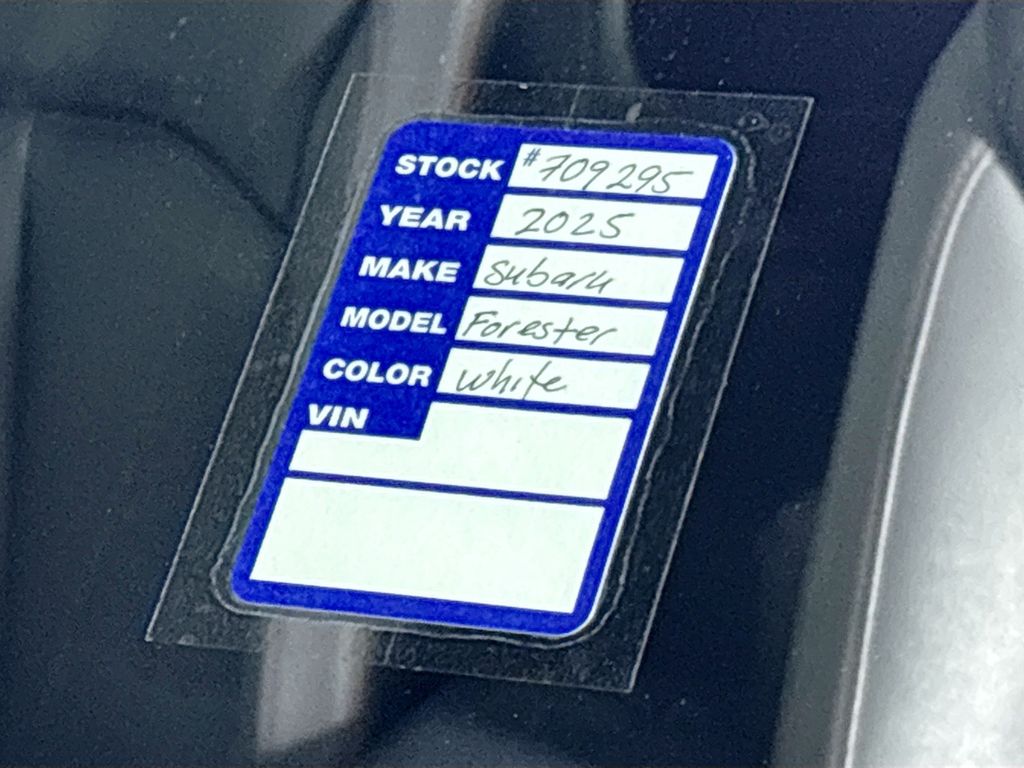 STOCK #709295
YEAR 2025
MAKE Subaru
MODEL Forester
COLOR white
VIN